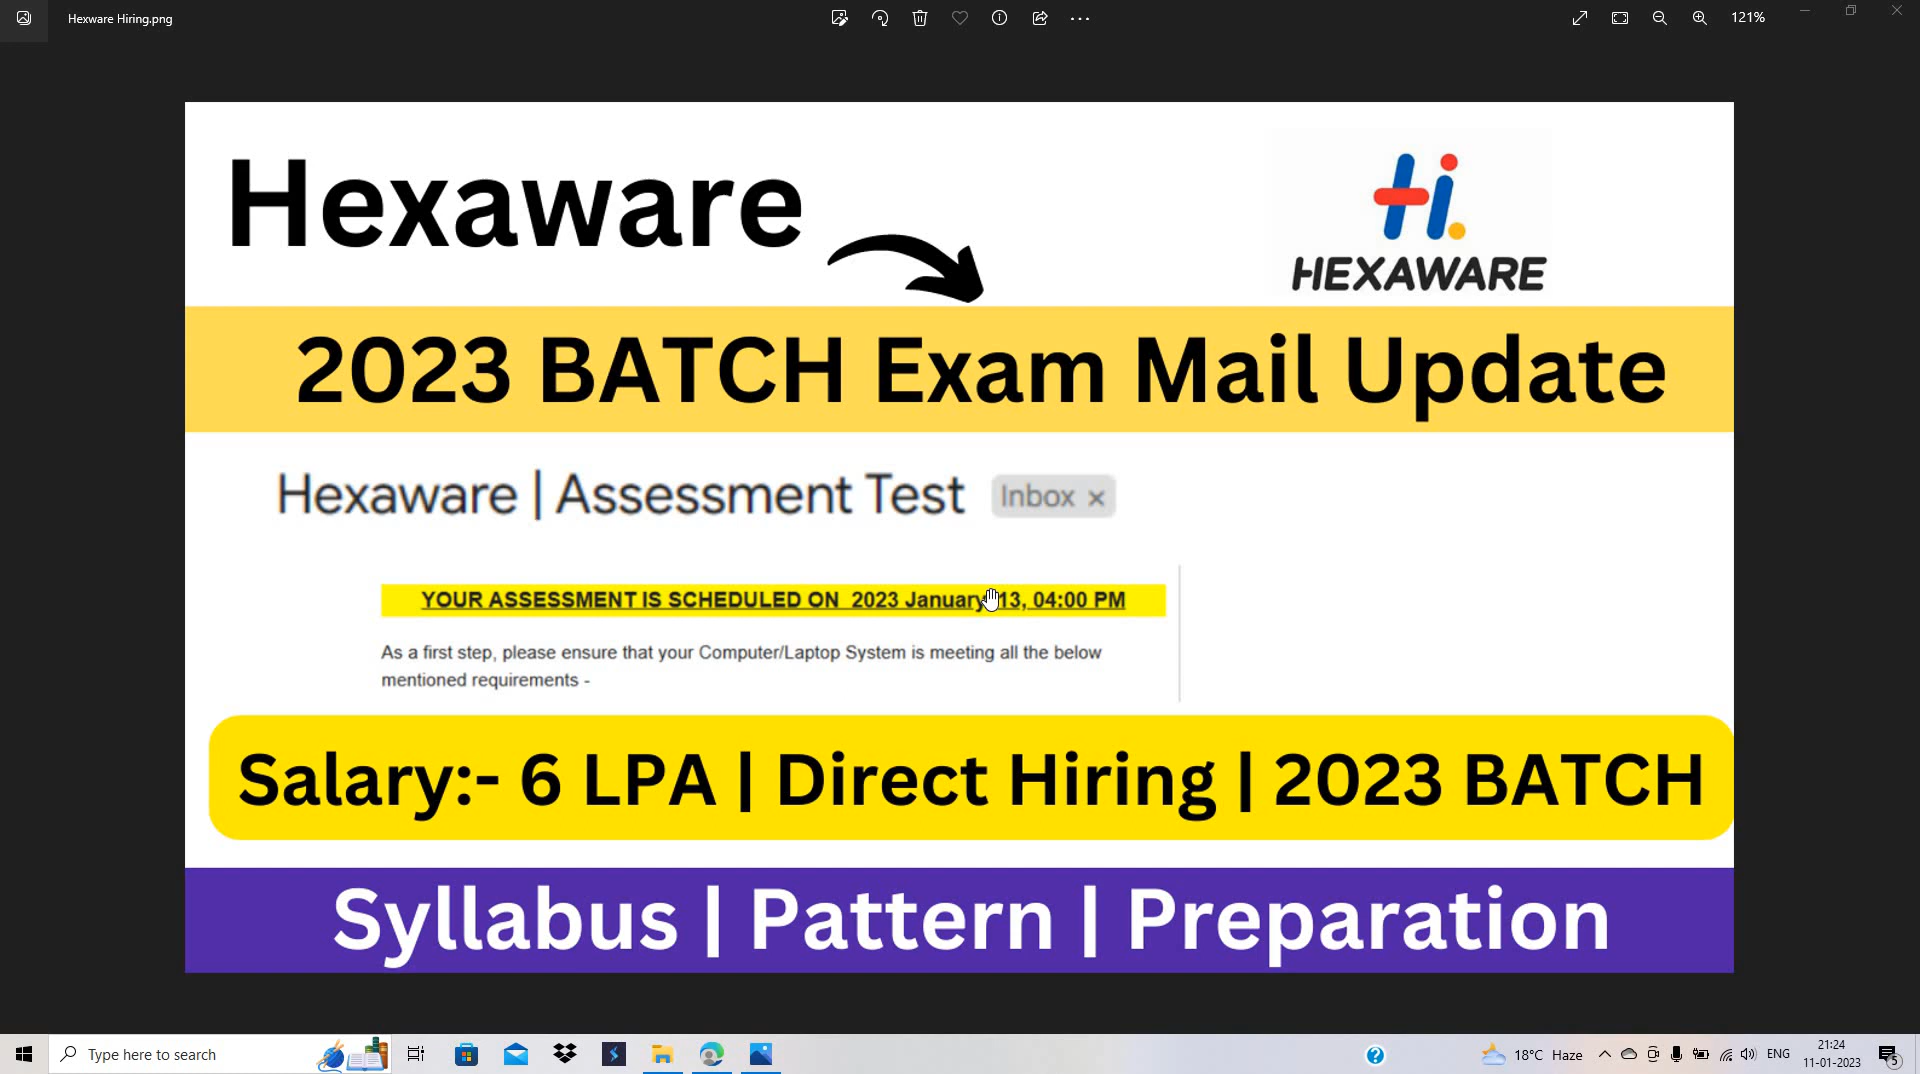 Hexware Hiring.png
121%
Hexaware
HEXAWARE
2023 BATCH Exam Mail Update
Hexaware | Assessment Test Inbox ×
YOUR ASSESSMENT IS SCHEDULED ON 2023 January 13, 04:00 PM
As a first step, please ensure that your Computer/Laptop System is meeting all the below
mentioned requirements -
Salary:- 6 LPA | Direct Hiring | 2023 BATCH
Syllabus | Pattern | Preparation
Type here to search
18°C Haze
ENG
21:24
11-01-2023
5